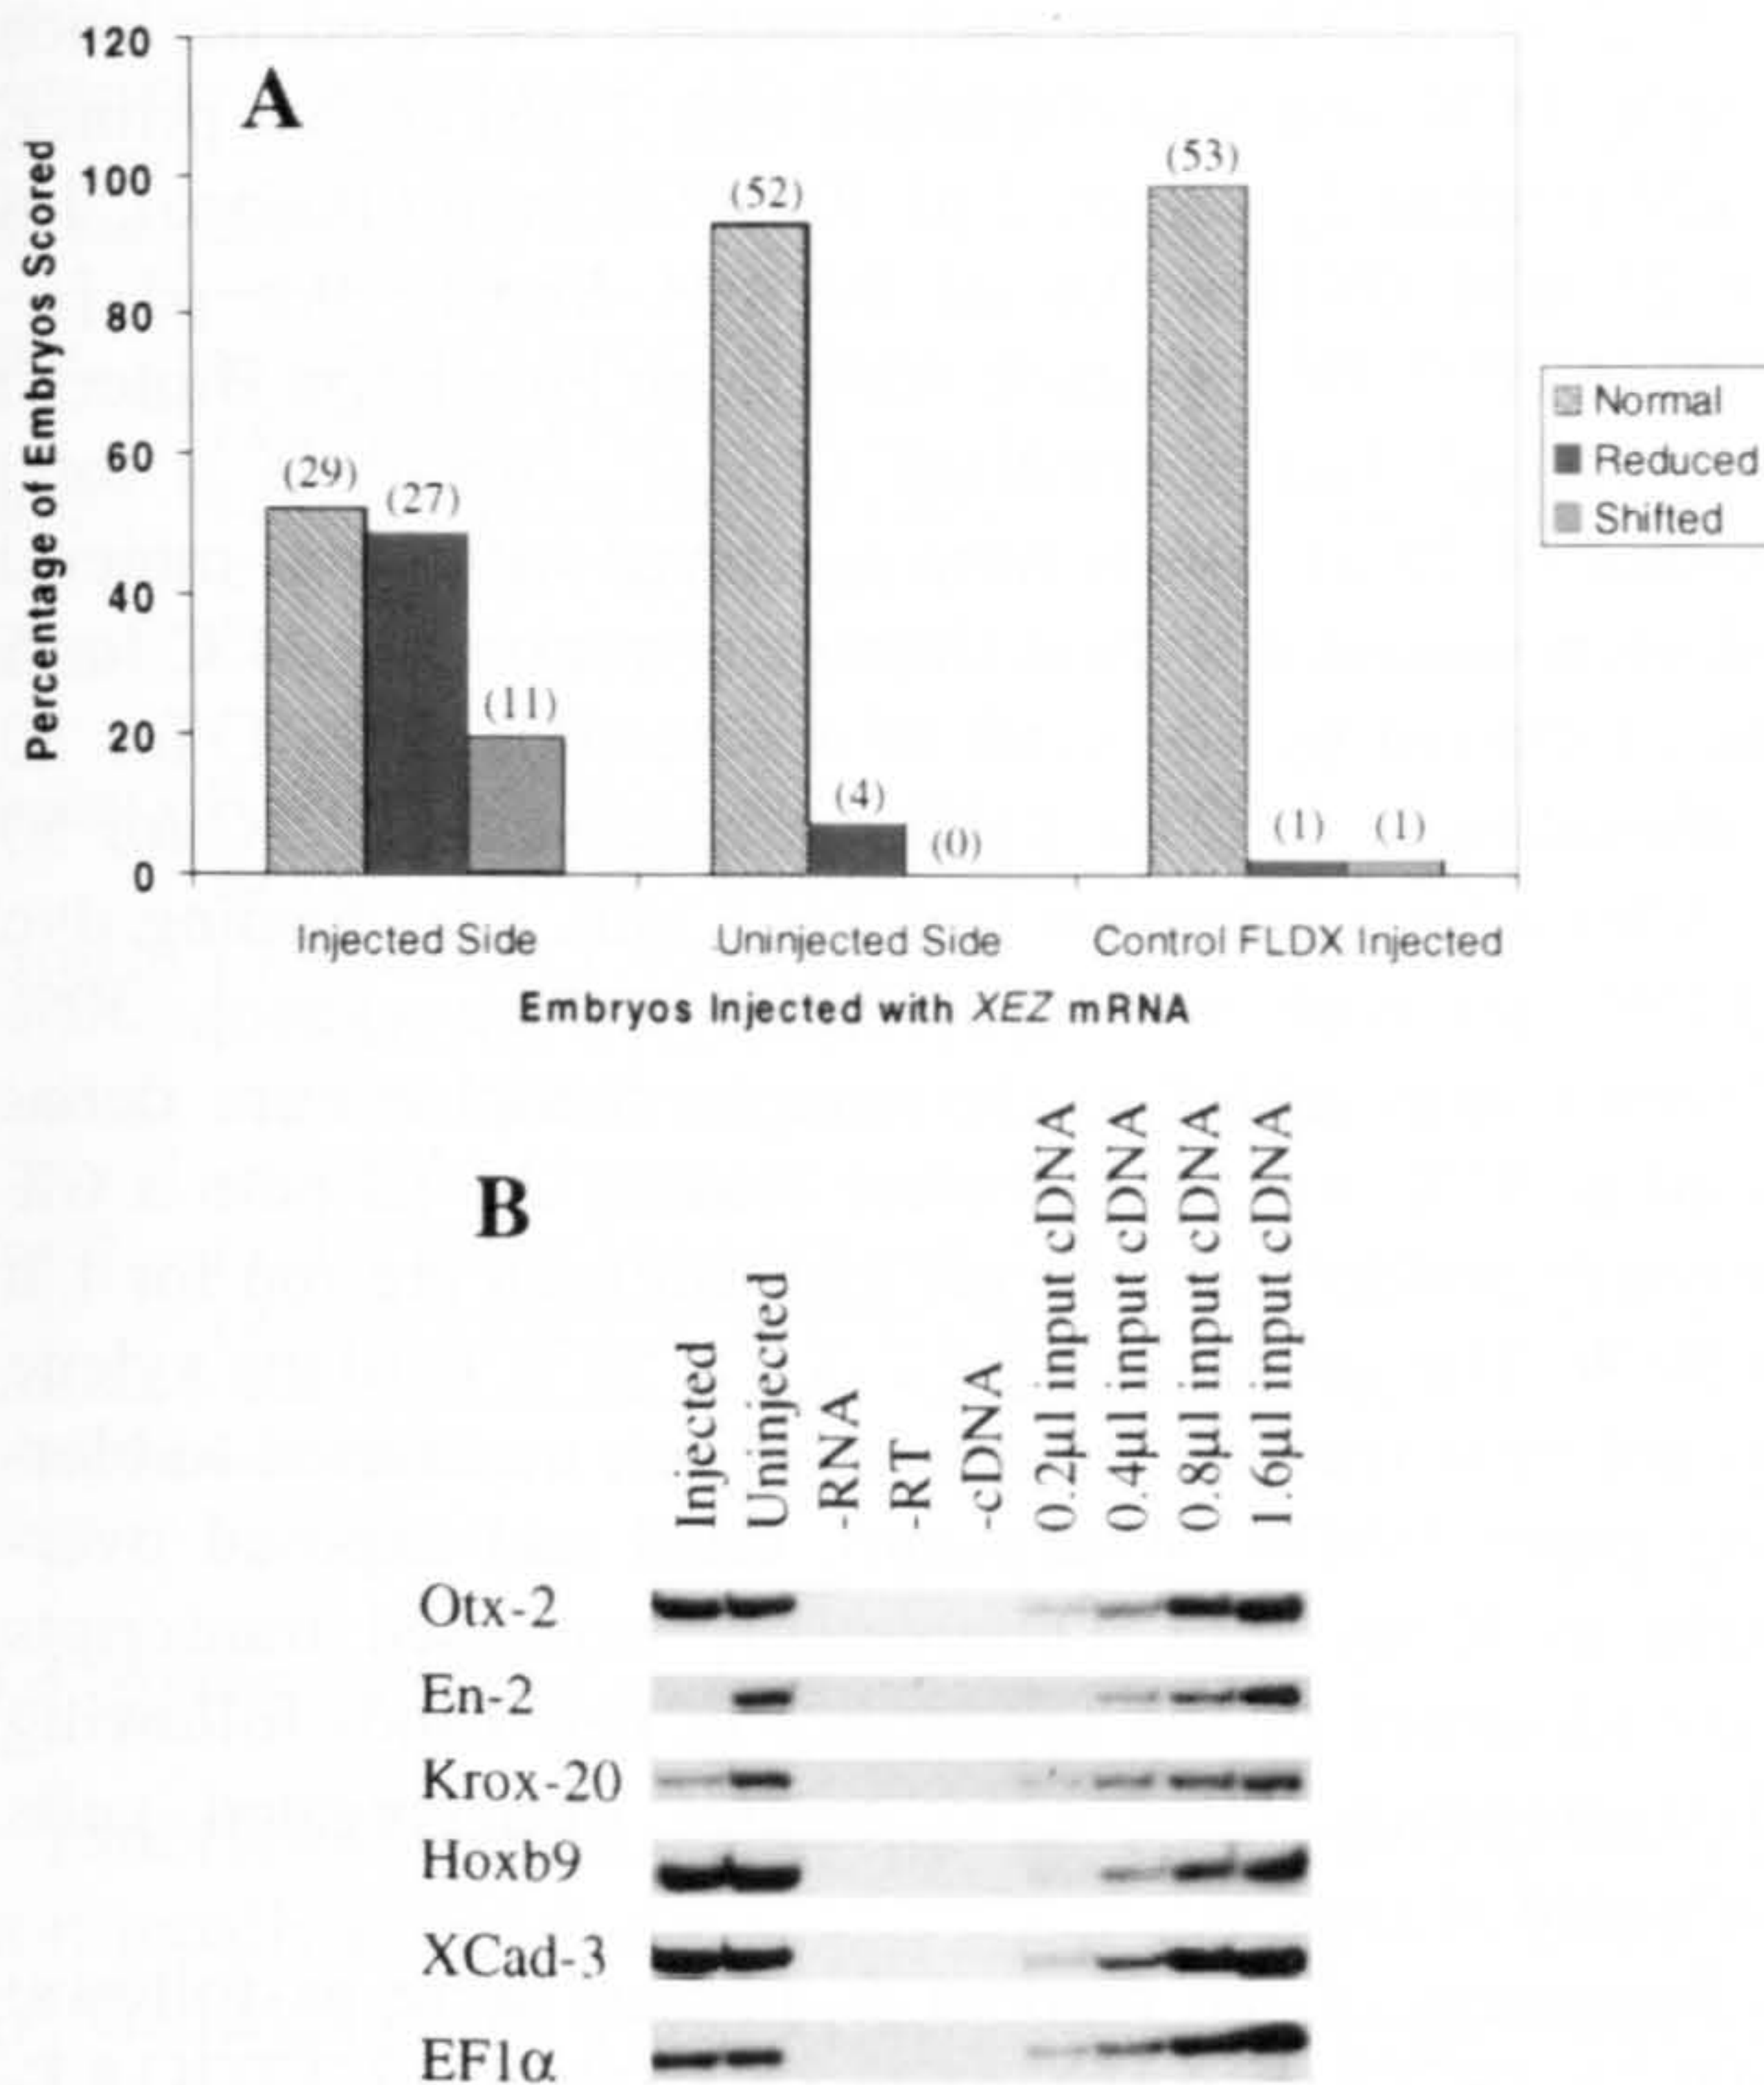 A
Percentage of Embryos Scored
120
100
80
60
40
20
0
(29)
(27)
(11)
(52)
(4)
(0)
(53)
(1)
(1)
Normal
Reduced
Shifted
Injected Side
Uninjected Side
Control FLDX Injected
Embryos Injected with XEZ mRNA
B
Injected
Uninjected
-RNA
-RT
-cDNA
0.2µl input cDNA
0.4µl input cDNA
0.8µl input cDNA
1.6µl input cDNA
Otx-2
En-2
Krox-20
Hoxb9
XCad-3
EF1α